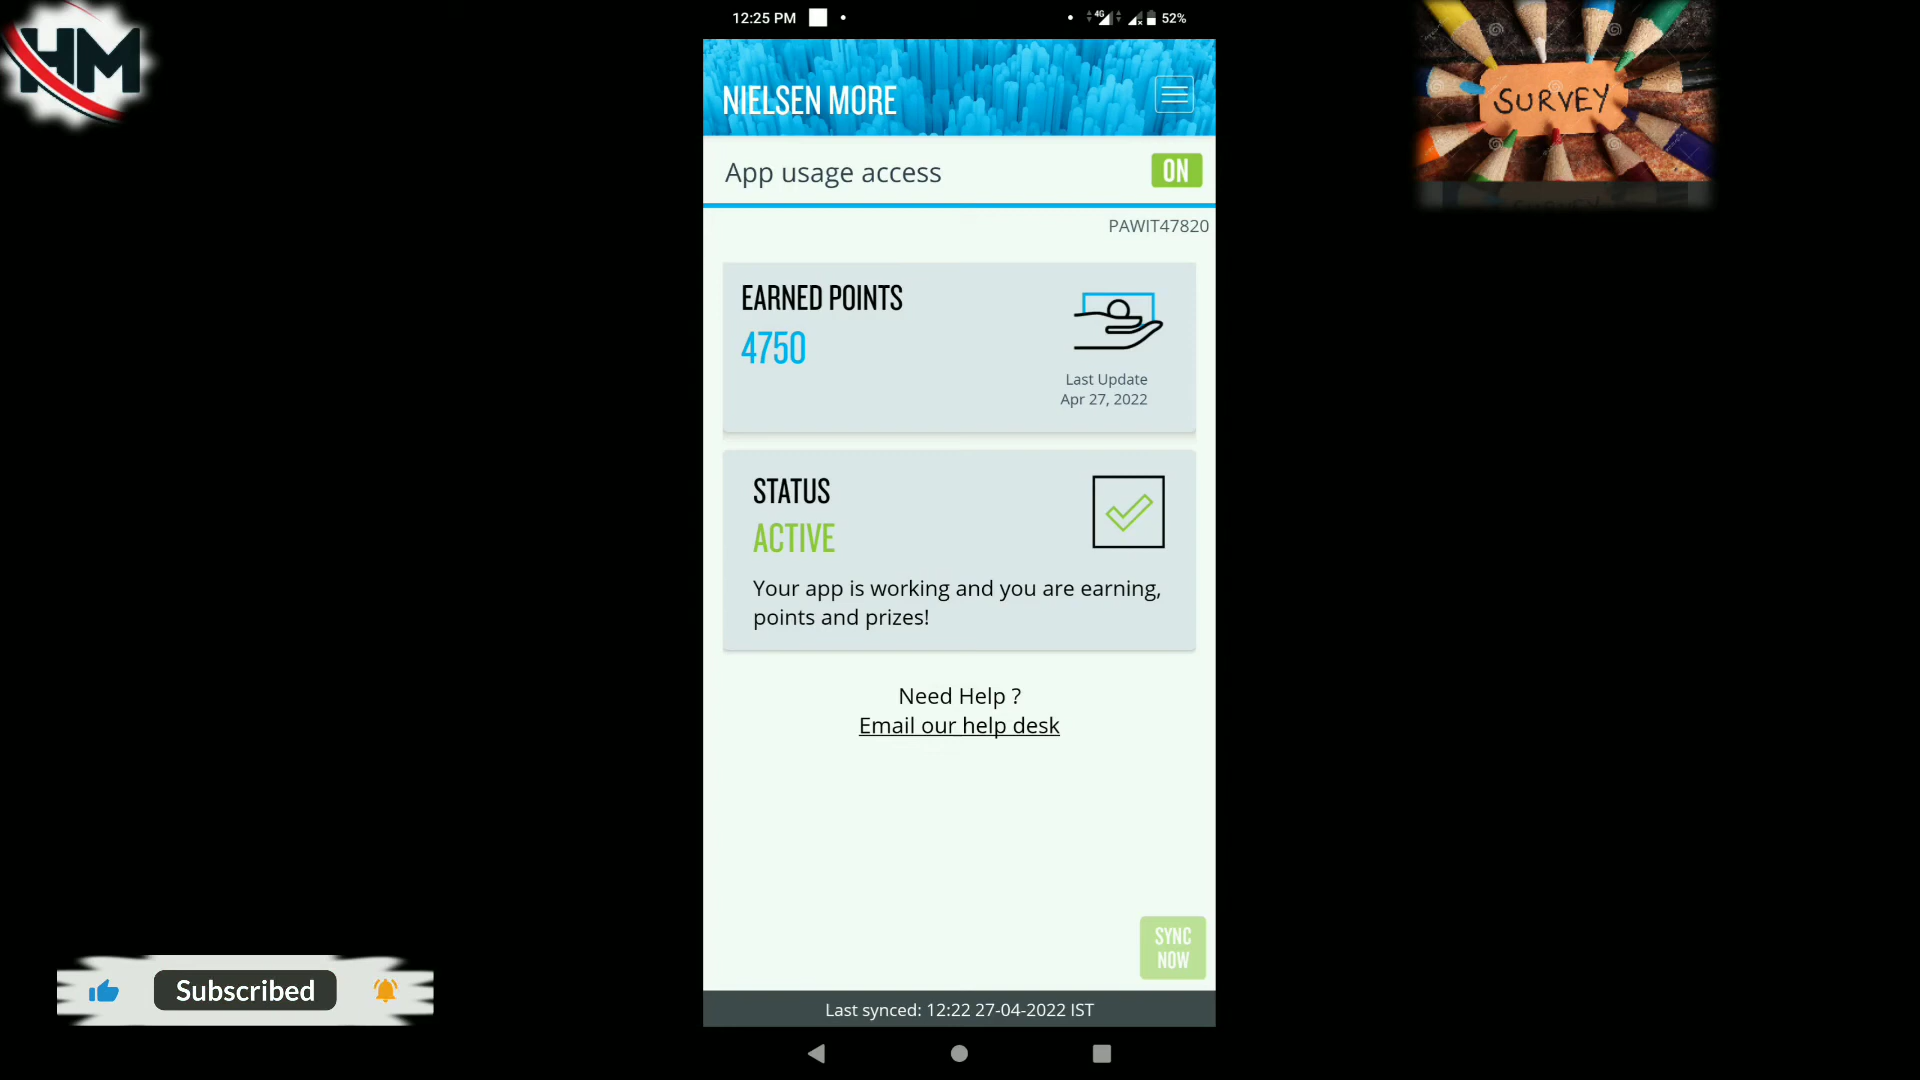 HM
12:25 PM
4G
52%
SURVEY
NIELSEN MORE
App usage access
ON
PAWIT47820
EARNED POINTS
4750
Last Update
Apr 27, 2022
STATUS
ACTIVE
Your app is working and you are earning,
points and prizes!
Need Help ?
Email our help desk
SYNC
NOW
Subscribed
Last synced: 12:22 27-04-2022 IST